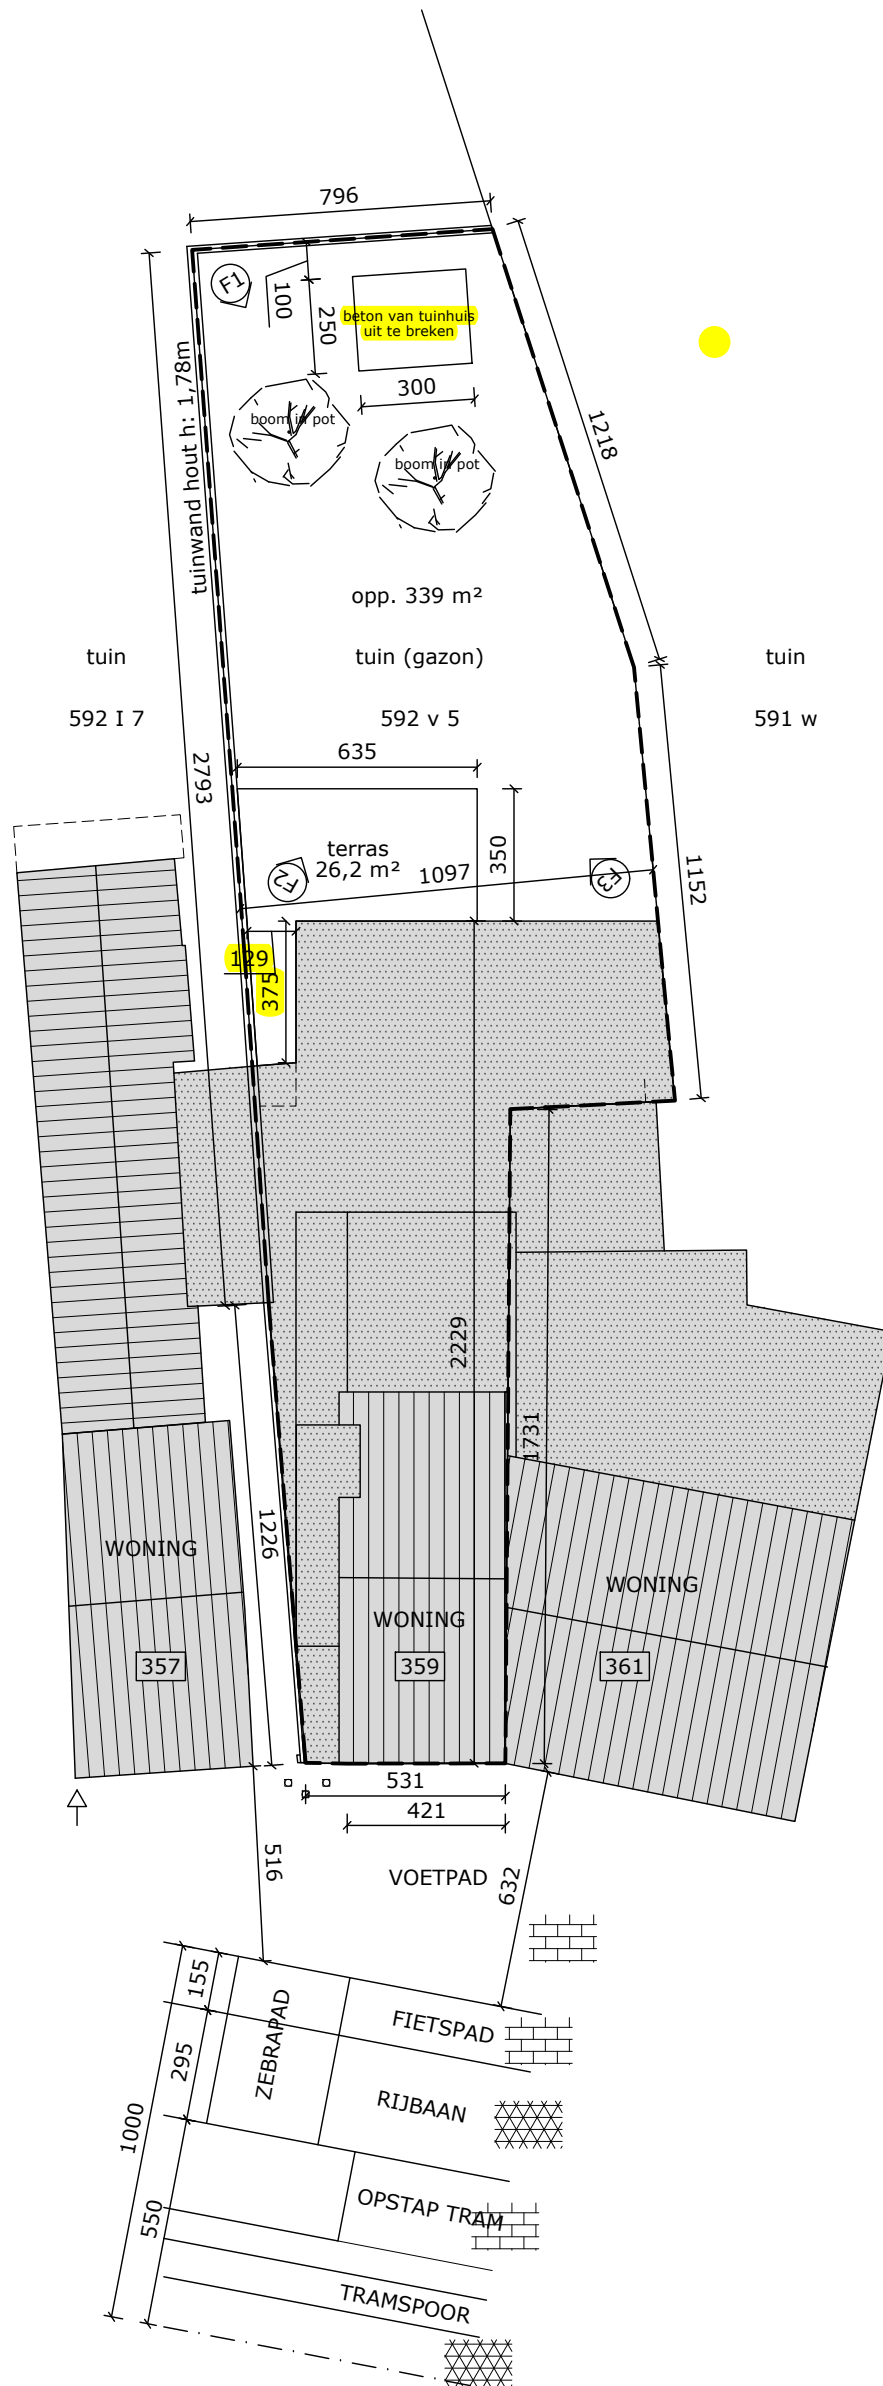 796
F1
100
250
beton van tuinhuis
uit te breken
300
tuinwand hout h: 1,78m
boom in pot
boom in pot
1218
opp. 339 m²
tuin
tuin (gazon)
tuin
592 I 7
592 v 5
591 w
2793
635
terras
26,2 m²
350
F2
1097
F3
1152
129
375
2229
1731
1226
WONING
WONING
WONING
357
359
361
531
421
516
VOETPAD
632
155
ZEBRAPAD
FIETSPAD
295
RIJBAAN
1000
550
OPSTAP TRAM
TRAMSPOOR